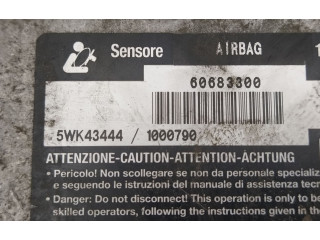 Sensore AIRBAG
60683300
5WK43444 / 1000790
ATTENZIONE-CAUTION-ATTENTION-ACHTUNG
• Pericolo! Non scollegare se non da personale
e seguendo le istruzioni del manuale di assistenza
• Danger: Do not disconnect! This operation is only to be
skilled operators, following the instructions given in the